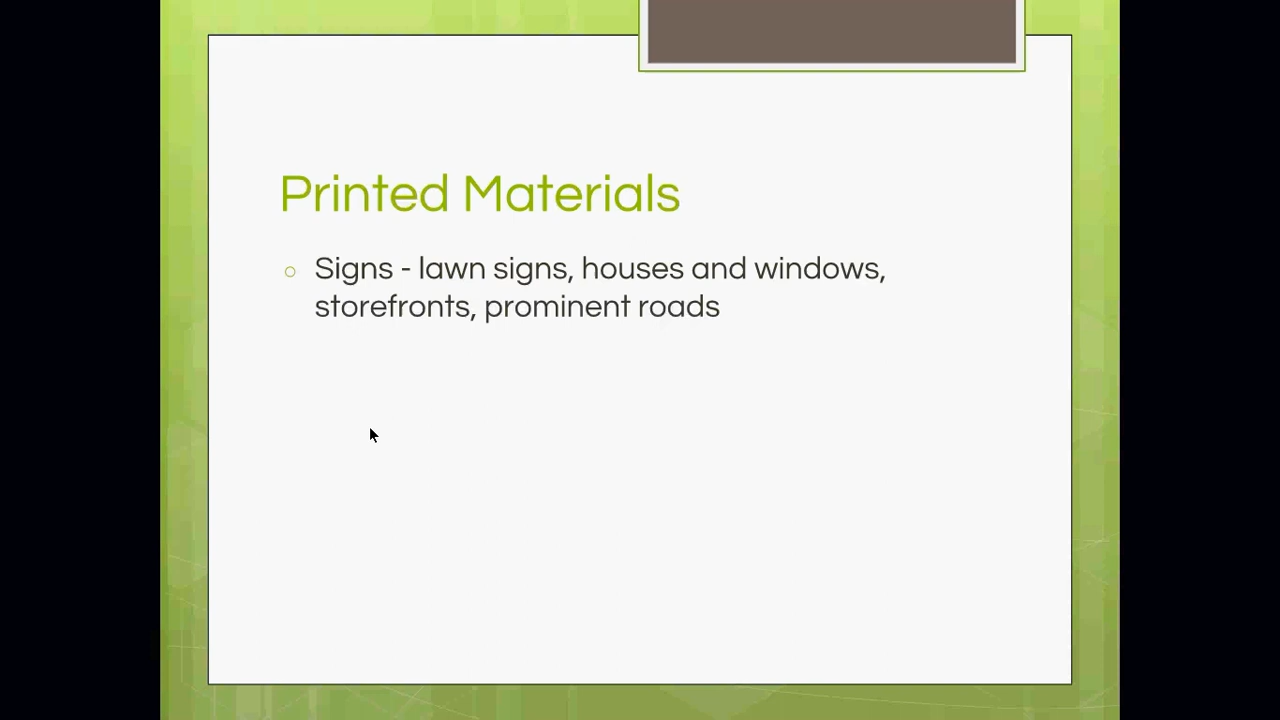 Printed Materials
Signs - lawn signs, houses and windows,
storefronts, prominent roads